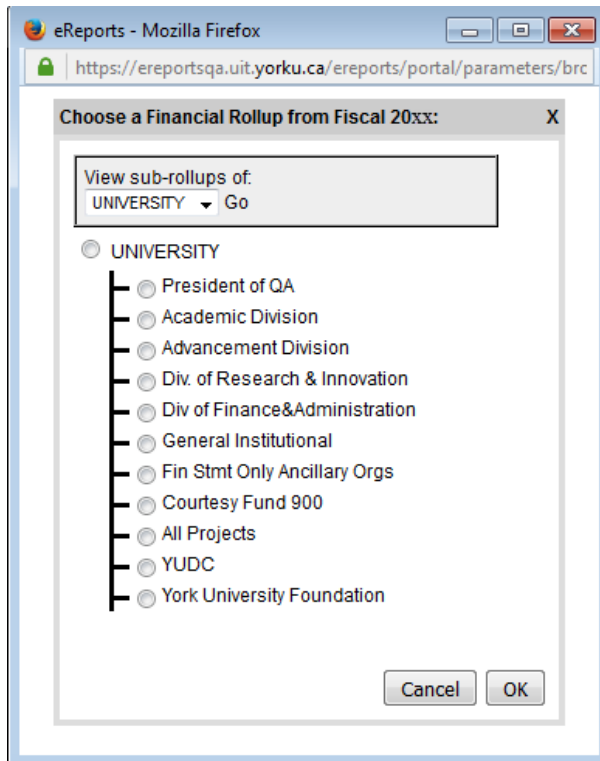 eReports - Mozilla Firefox
https://ereportsqa.uit.yorku.ca/ereports/portal/parameters/brc
Choose a Financial Rollup from Fiscal 20xx: X
View sub-rollups of:
UNIVERSITY Go
UNIVERSITY
President of QA
Academic Division
Advancement Division
Div. of Research & Innovation
Div of Finance&Administration
General Institutional
Fin Stmt Only Ancillary Orgs
Courtesy Fund 900
All Projects
YUDC
York University Foundation
Cancel OK